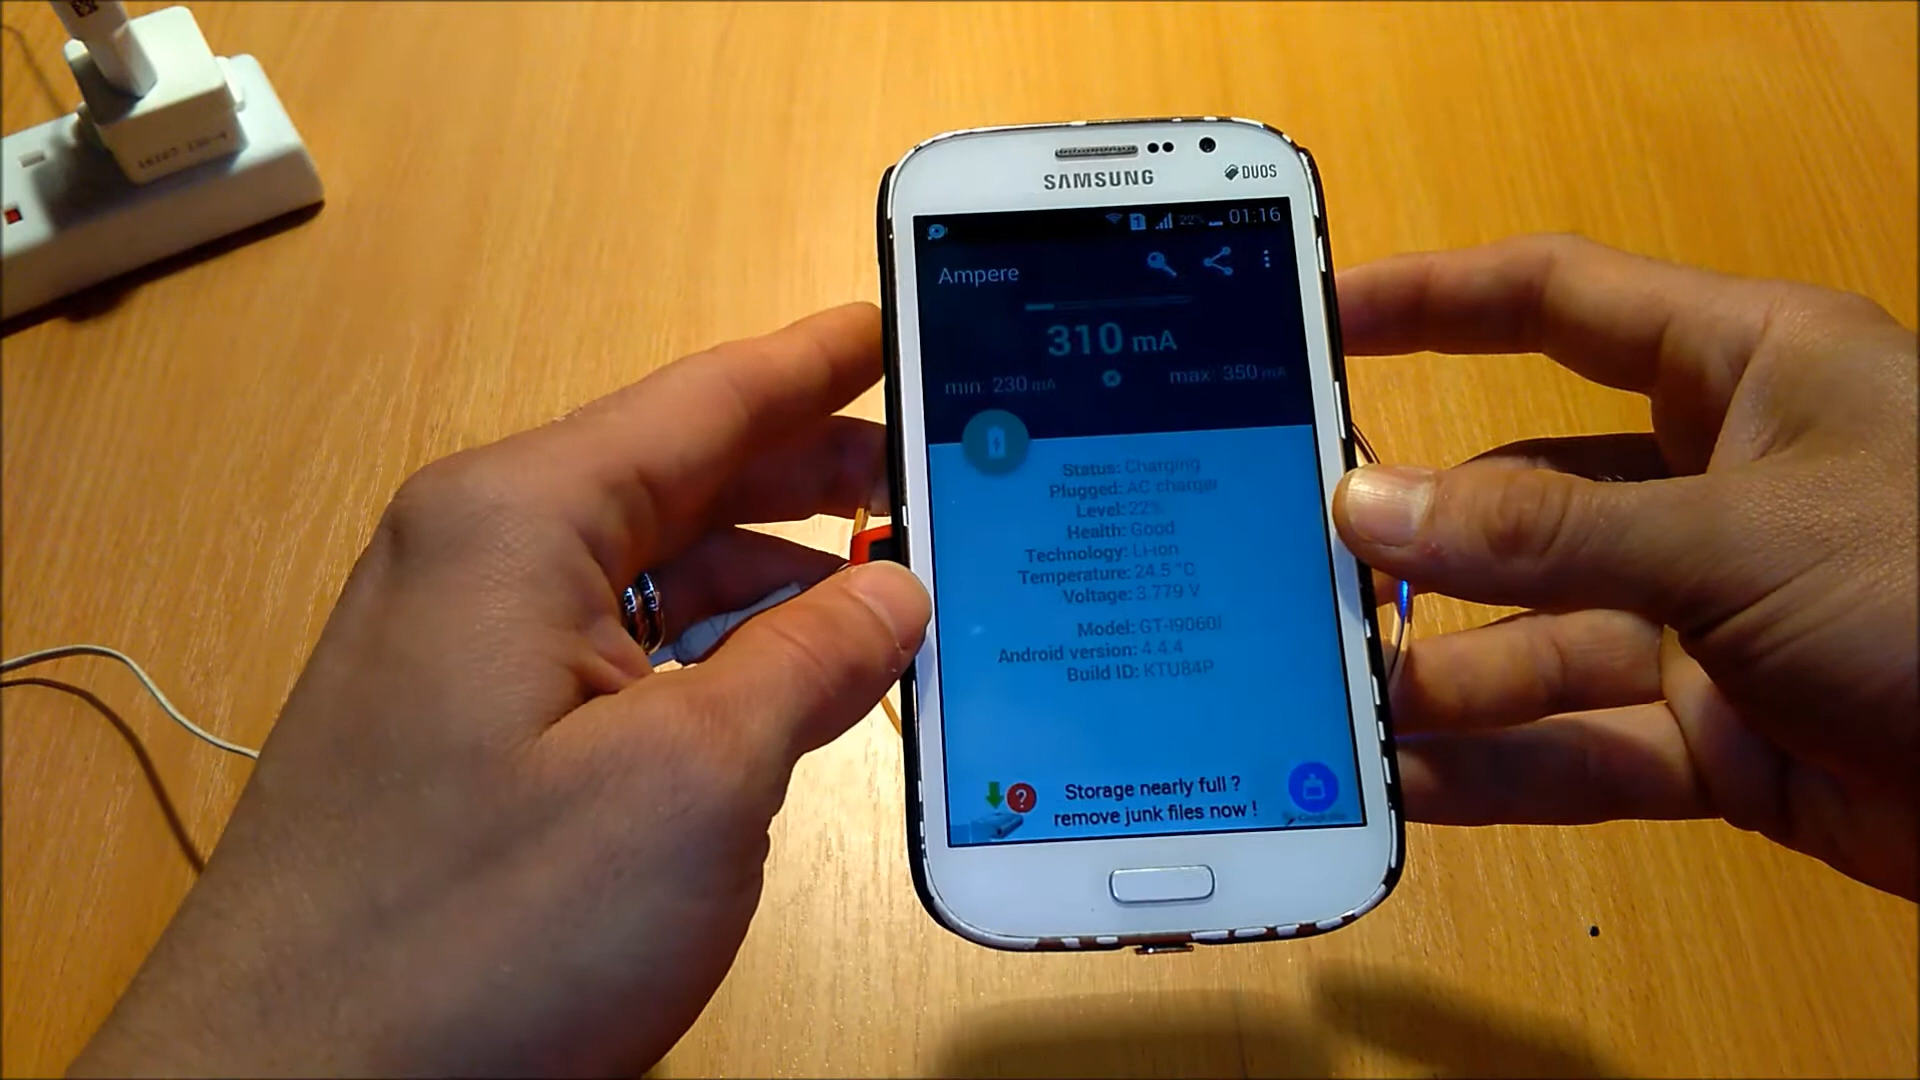 SAMSUNG
DUOS
22% 01:16
Ampere
310 mA
min: 230 mA max: 350 mA
Status: Charging
Plugged: AC charger
Level: 22%
Health: Good
Technology: Li-ion
Temperature: 24.5 °C
Voltage: 3.779 V
Model: GT-I9060I
Android version: 4.4.4
Build ID: KTU84P
Storage nearly full ?
remove junk files now !